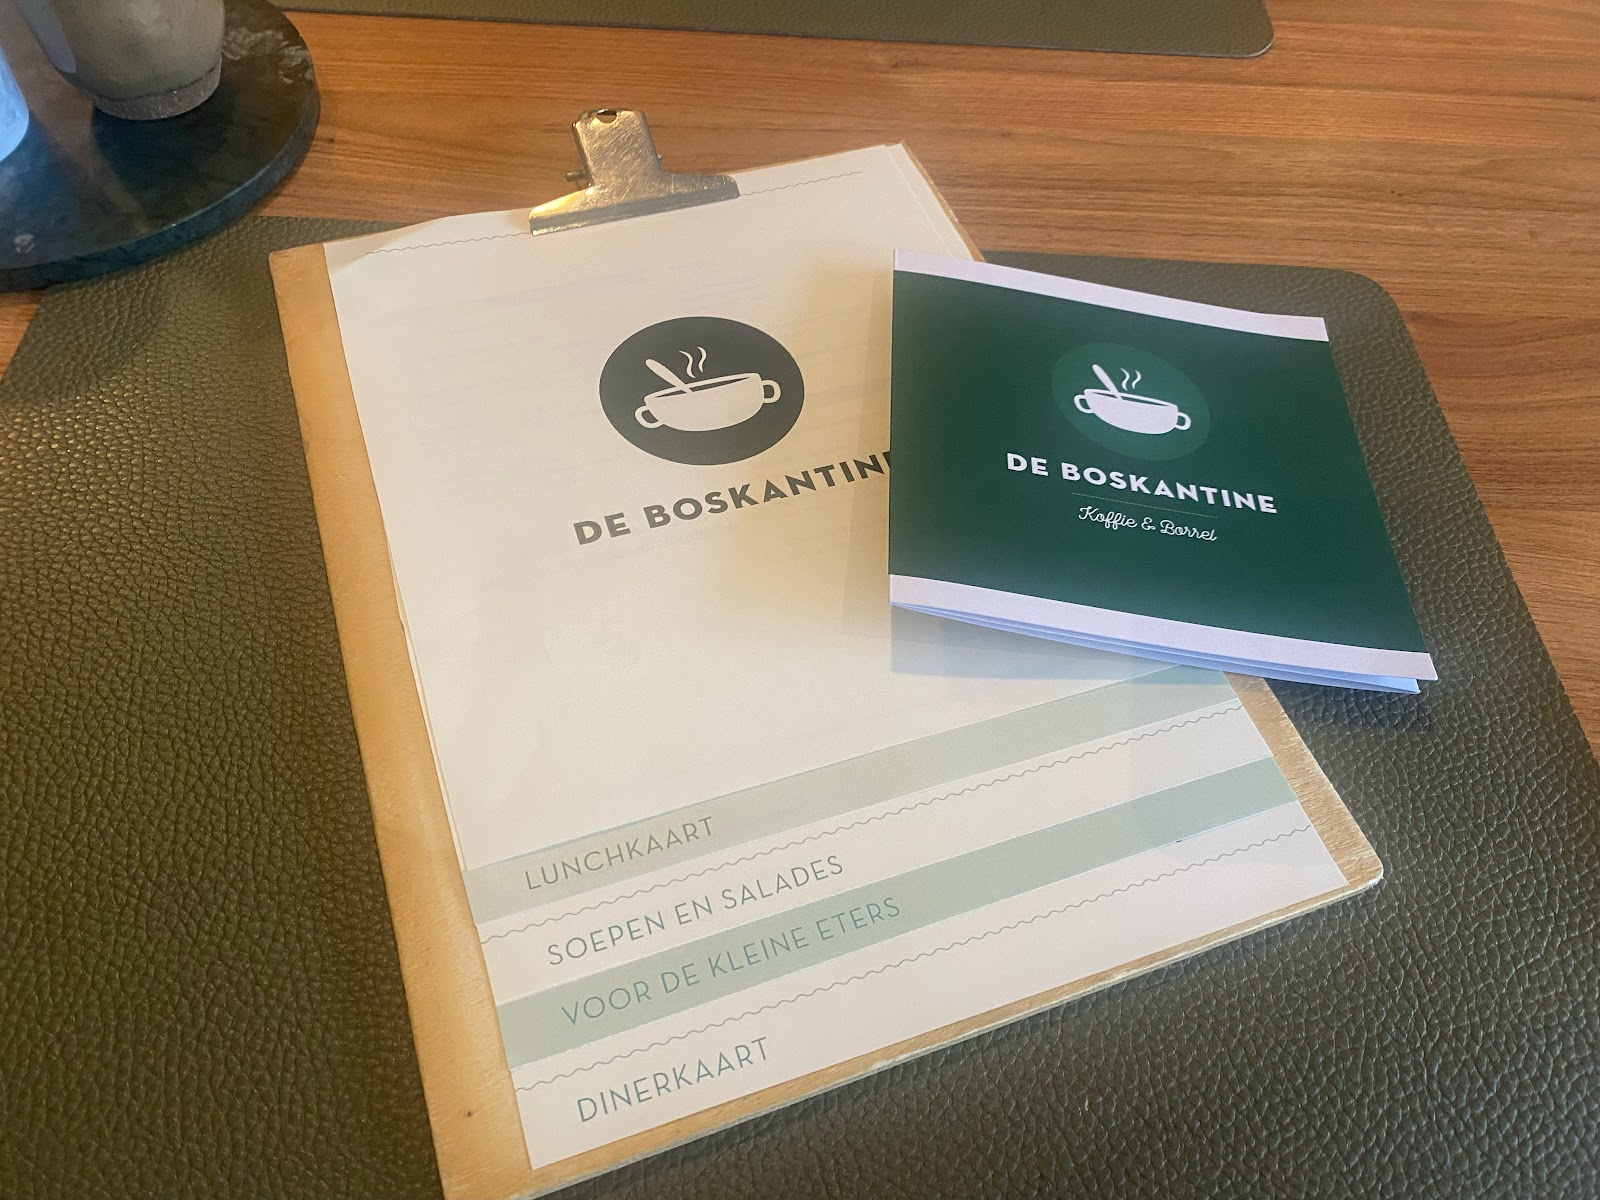 DE BOSKANTINE
LUNCHKAART
SOEPEN EN SALADES
VOOR DE KLEINE ETERS
DINERKAART
DE BOSKANTINE
Koffie & Borrel